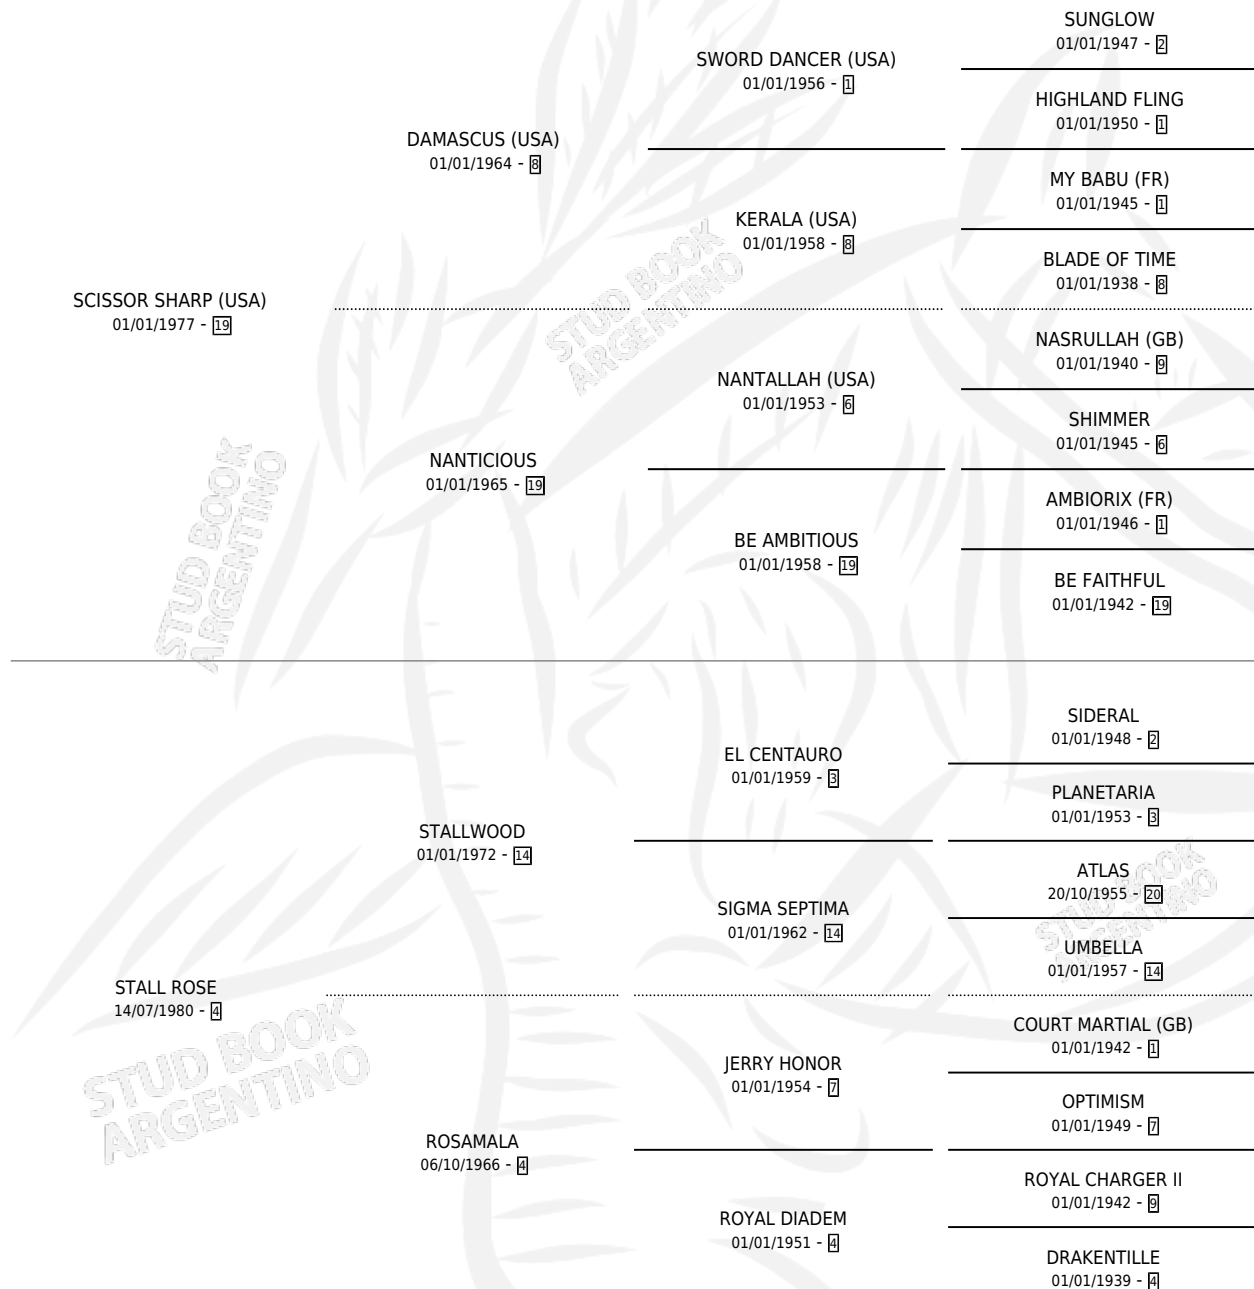 SUNGLOW
01/01/1947 - 2
SWORD DANCER (USA)
01/01/1956 - 1
HIGHLAND FLING
01/01/1950 - 1
DAMASCUS (USA)
01/01/1964 - 8
MY BABU (FR)
01/01/1945 - 1
KERALA (USA)
01/01/1958 - 8
BLADE OF TIME
01/01/1938 - 8
SCISSOR SHARP (USA)
01/01/1977 - 19
NASRULLAH (GB)
01/01/1940 - 9
NANTALLAH (USA)
01/01/1953 - 6
SHIMMER
01/01/1945 - 6
NANTICIOUS
01/01/1965 - 19
AMBIORIX (FR)
01/01/1946 - 1
BE AMBITIOUS
01/01/1958 - 19
BE FAITHFUL
01/01/1942 - 19
SIDERAL
01/01/1948 - 2
EL CENTAURO
01/01/1959 - 3
PLANETARIA
01/01/1953 - 3
STALLWOOD
01/01/1972 - 14
ATLAS
20/10/1955 - 20
SIGMA SEPTIMA
01/01/1962 - 14
UMBELLA
01/01/1957 - 14
STALL ROSE
14/07/1980 - 4
COURT MARTIAL (GB)
01/01/1942 - 1
JERRY HONOR
01/01/1954 - 7
OPTIMISM
01/01/1949 - 7
ROSAMALA
06/10/1966 - 4
ROYAL CHARGER II
01/01/1942 - 9
ROYAL DIADEM
01/01/1951 - 4
DRAKENTILLE
01/01/1939 - 4
STUD BOOK
ARGENTINO
STUD BOOK
ARGENTINO
STUD BOOK
ARGENTINO
STUD BOOK
ARGENTINO